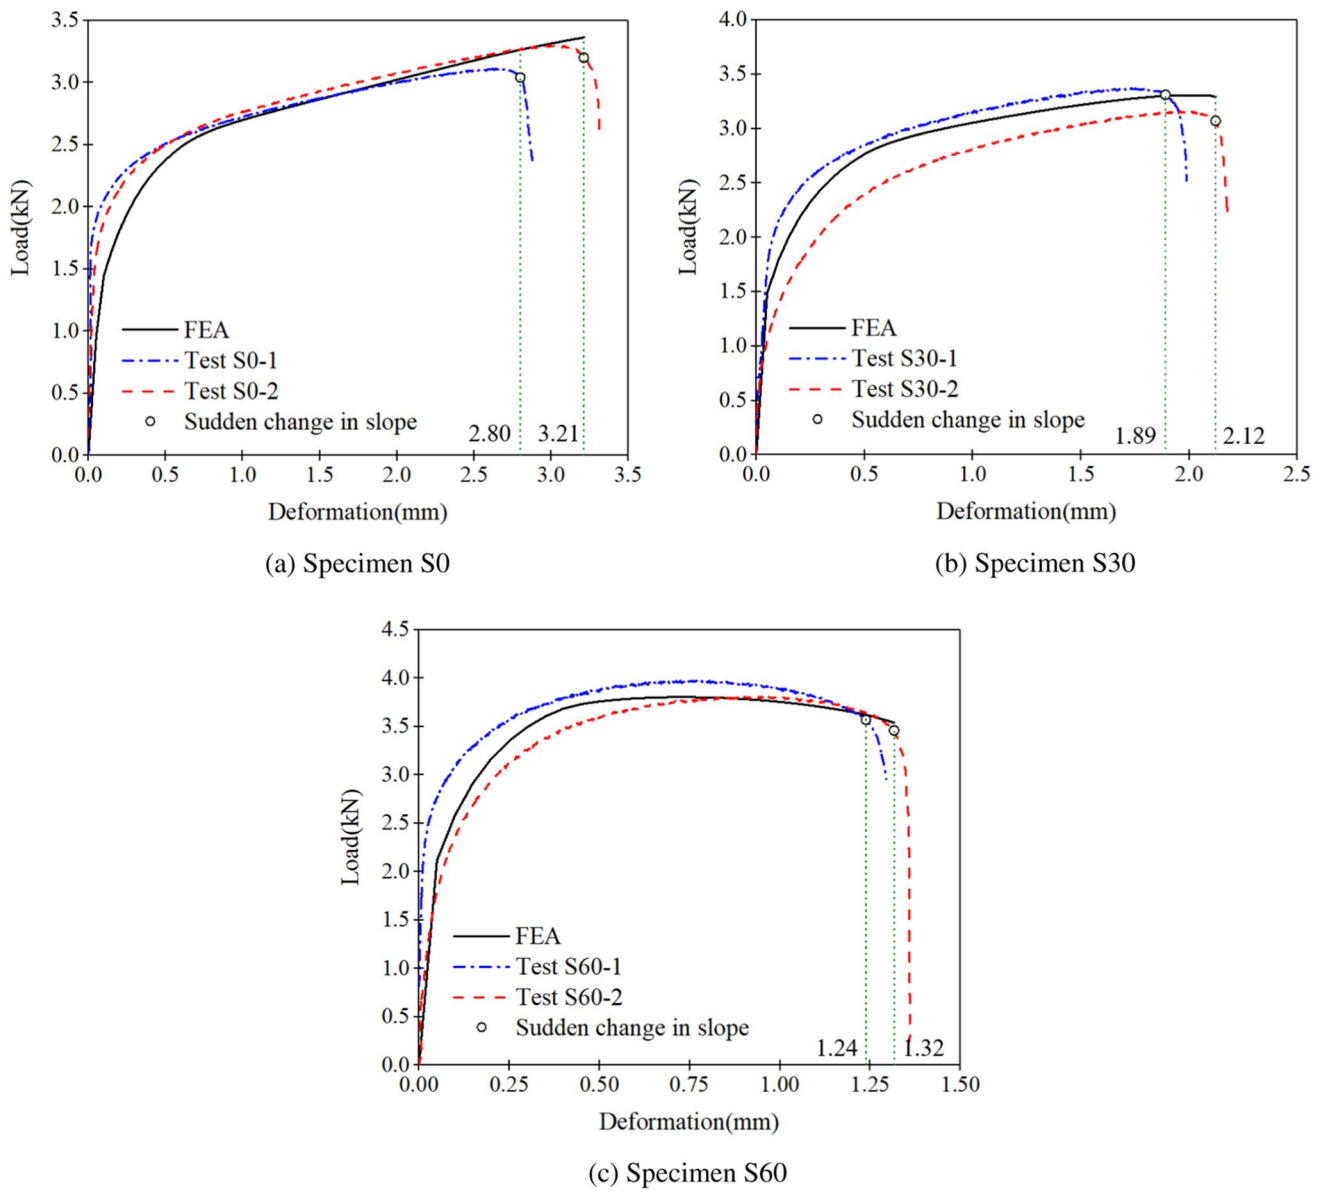 3.5
3.0
2.5
2.0
1.5
1.0
0.5
0.0
Load(kN)
FEA
Test S0-1
Test S0-2
Sudden change in slope
2.80 3.21
0.0 0.5 1.0 1.5 2.0 2.5 3.0 3.5
Deformation(mm)
(a) Specimen S0
4.0
3.5
3.0
2.5
2.0
1.5
1.0
0.5
0.0
Load(kN)
FEA
Test S30-1
Test S30-2
Sudden change in slope
1.89 2.12
0.0 0.5 1.0 1.5 2.0 2.5
Deformation(mm)
(b) Specimen S30
4.5
4.0
3.5
3.0
2.5
2.0
1.5
1.0
0.5
0.0
Load(kN)
FEA
Test S60-1
Test S60-2
Sudden change in slope
1.24 1.32
0.00 0.25 0.50 0.75 1.00 1.25 1.50
Deformation(mm)
(c) Specimen S60